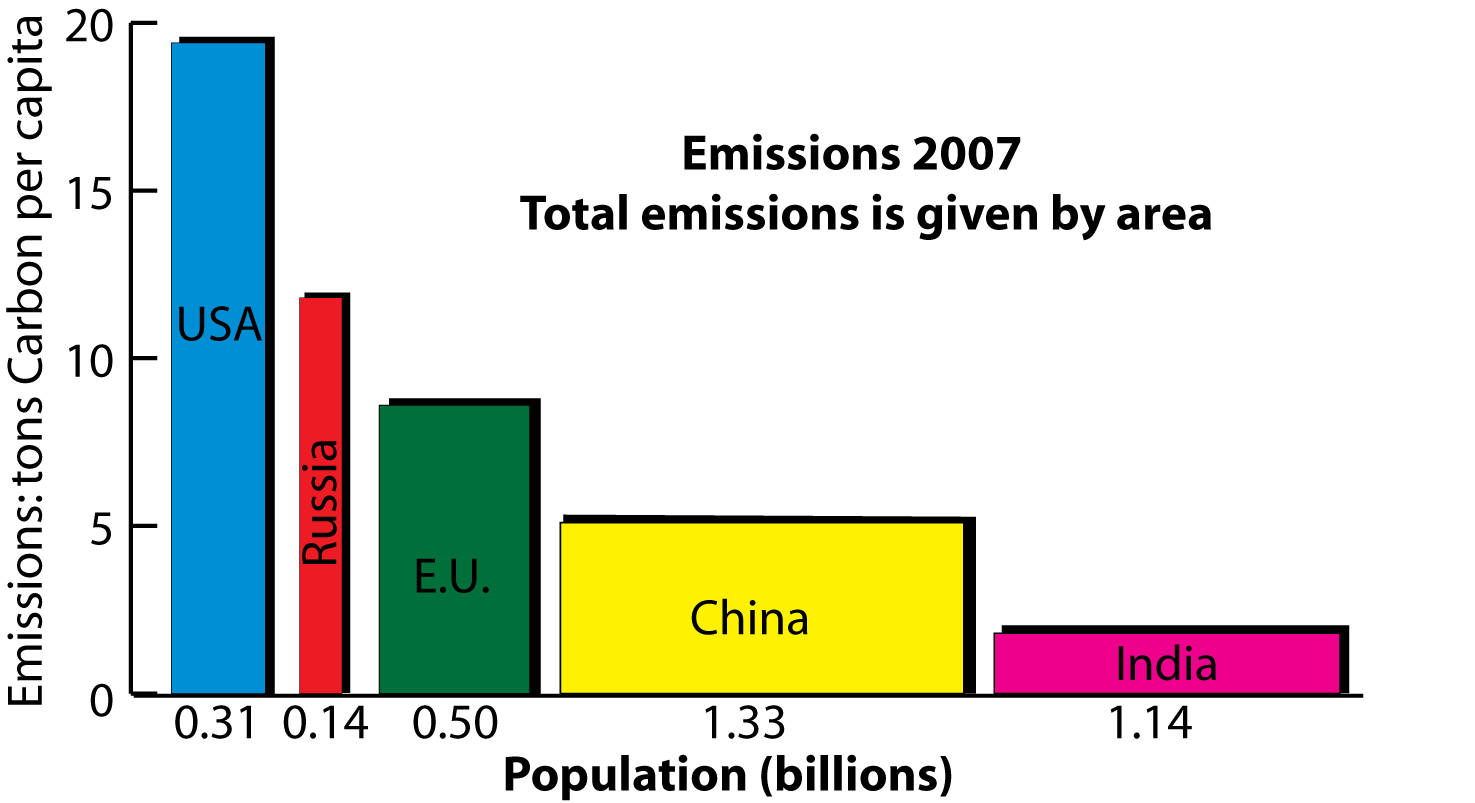 Emissions: tons Carbon per capita
20
15
10
5
0
Emissions 2007
Total emissions is given by area
USA
Russia
E.U.
China
India
0.31 0.14 0.50 1.33 1.14
Population (billions)